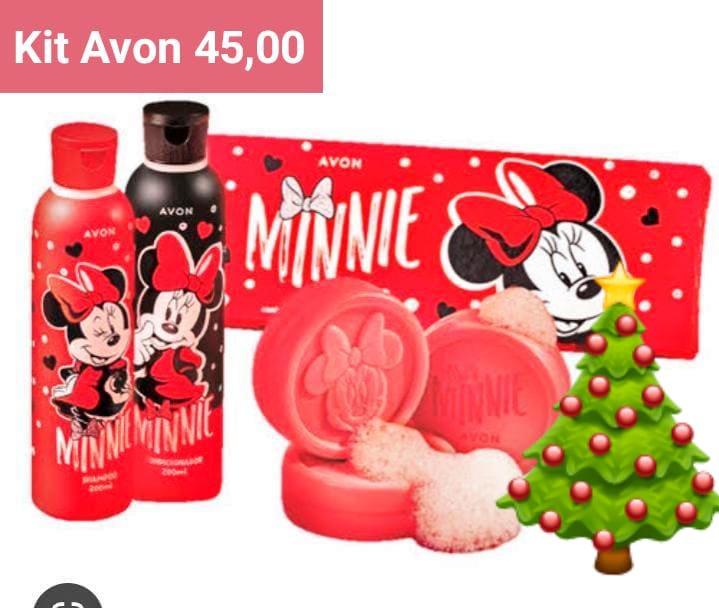 Kit Avon 45,00
AVON
MINNIE
AVON
MINNIE
SHAMPOO
200ml
AVON
MINNIE
CONDICIONADOR
200ml
MINNIE
AVON